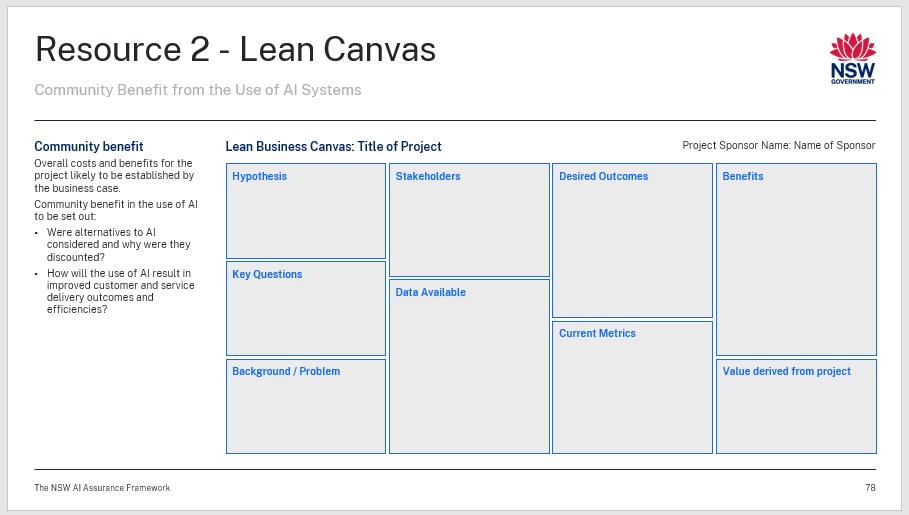 Resource 2 - Lean Canvas
Community Benefit from the Use of AI Systems
NSW
GOVERNMENT
Community benefit
Overall costs and benefits for the
project likely to be established by
the business case.
Community benefit in the use of AI
to be set out:
• Were alternatives to AI
considered and why were they
discounted?
• How will the use of AI result in
improved customer and service
delivery outcomes and
efficiencies?
Lean Business Canvas: Title of Project
Project Sponsor Name: Name of Sponsor
Hypothesis
Key Questions
Background / Problem
Stakeholders
Data Available
Desired Outcomes
Current Metrics
Benefits
Value derived from project
The NSW AI Assurance Framework
78